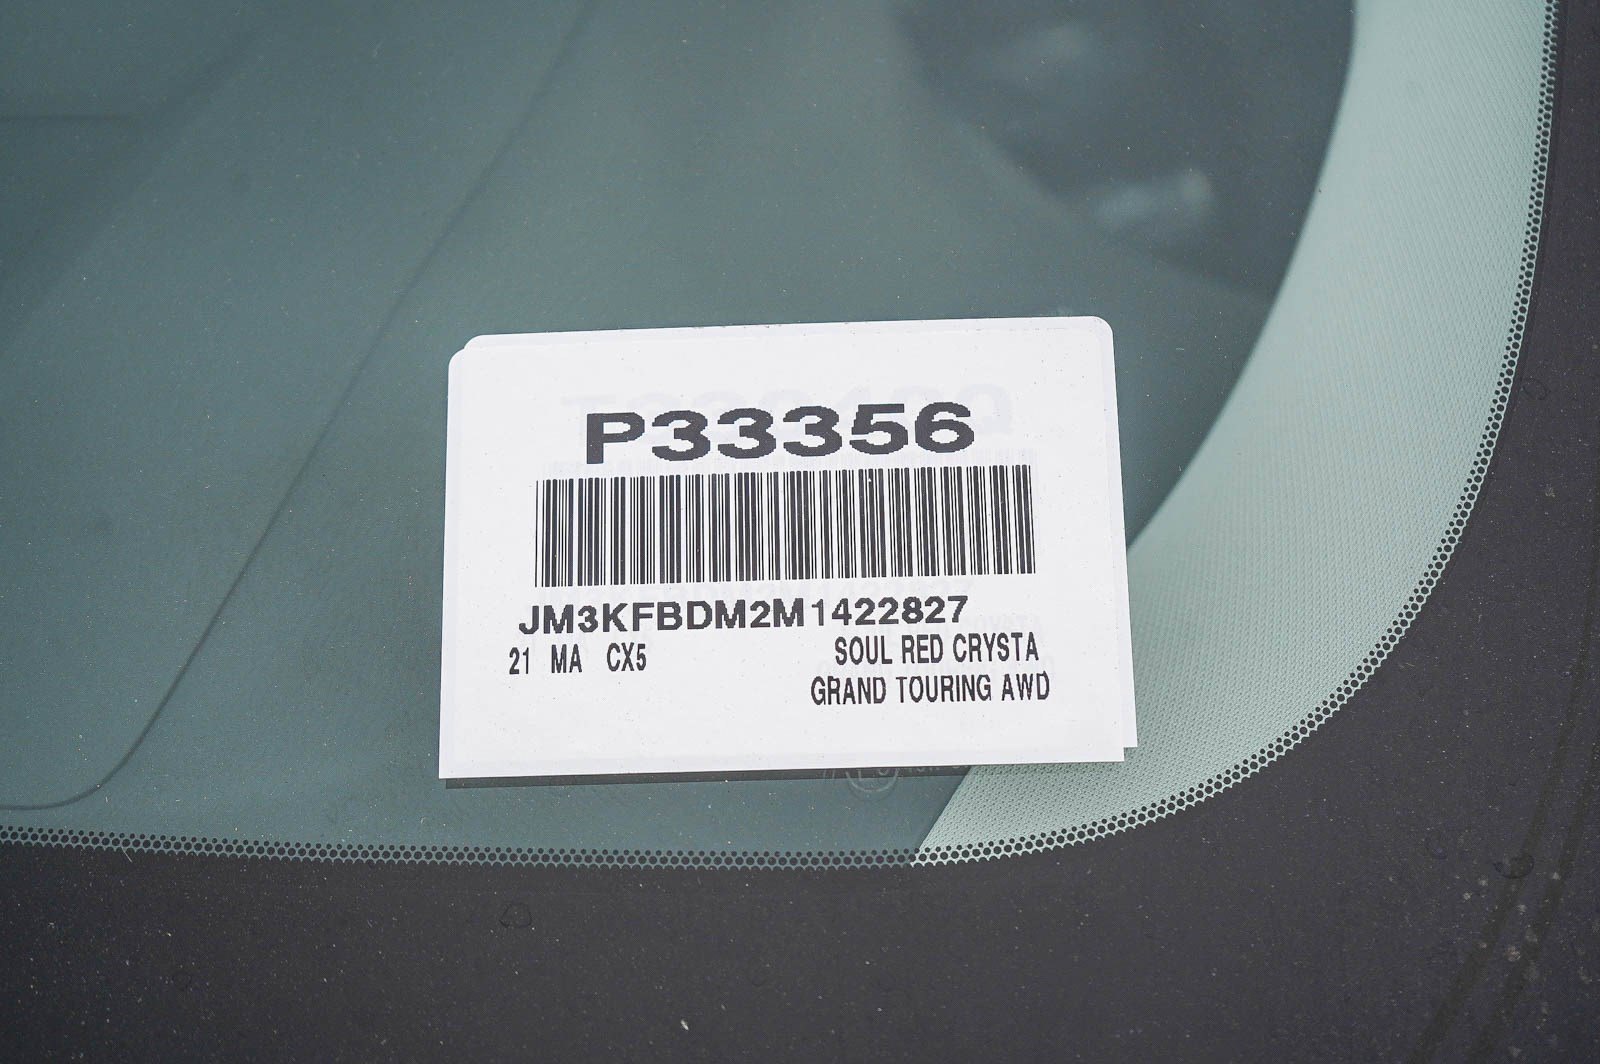 P33356
JM3KFBDM2M1422827
21 MA CX5 SOUL RED CRYSTA
GRAND TOURING AWD